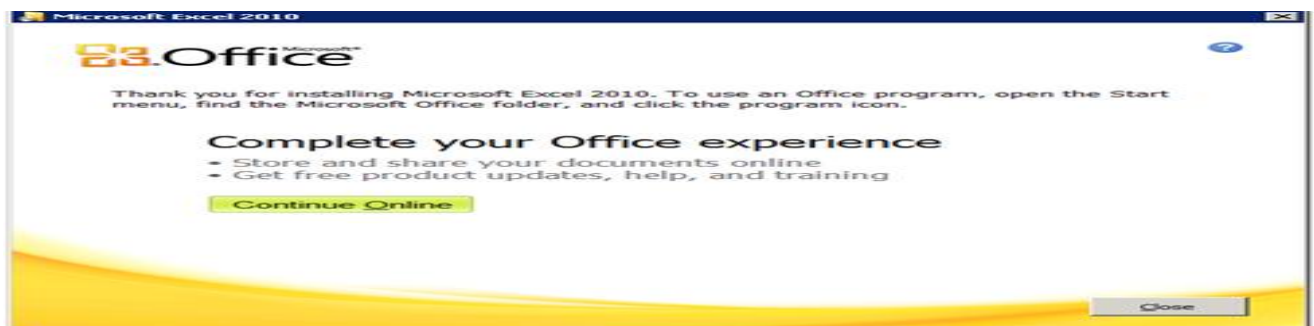 Microsoft Excel 2010
Microsoft®
Office
Thank you for installing Microsoft Excel 2010. To use an Office program, open the Start
menu, find the Microsoft Office folder, and click the program icon.
Complete your Office experience
• Store and share your documents online
• Get free product updates, help, and training
Continue Online
Close